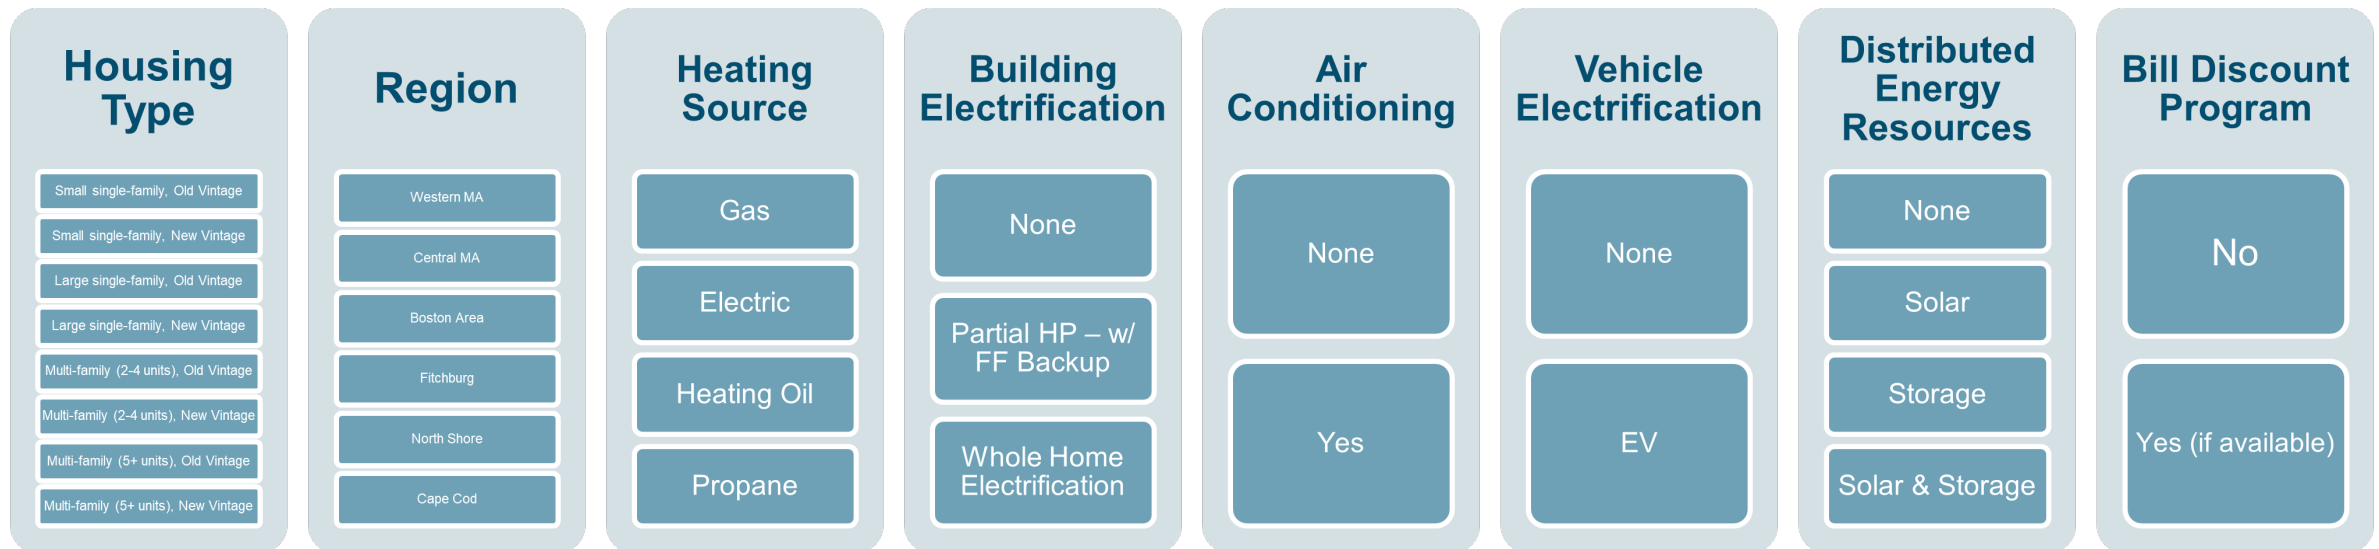 Housing
Type
Small single-family, Old Vintage
Small single-family, New Vintage
Large single-family, Old Vintage
Large single-family, New Vintage
Multi-family (2-4 units), Old Vintage
Multi-family (2-4 units), New Vintage
Multi-family (5+ units), Old Vintage
Multi-family (5+ units), New Vintage
Region
Western MA
Central MA
Boston Area
Fitchburg
North Shore
Cape Cod
Heating
Source
Gas
Electric
Heating Oil
Propane
Building
Electrification
None
Partial HP – w/
FF Backup
Whole Home
Electrification
Air
Conditioning
None
Yes
Vehicle
Electrification
None
EV
Distributed
Energy
Resources
None
Solar
Storage
Solar & Storage
Bill Discount
Program
No
Yes (if available)